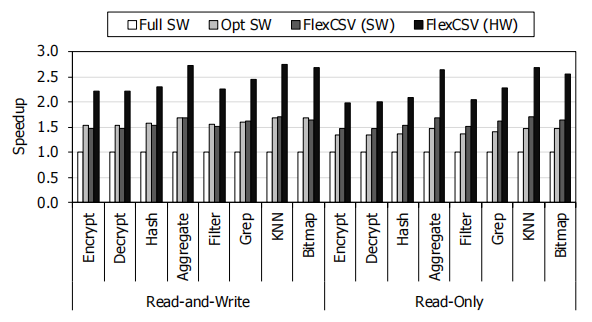 Full SW Opt SW FlexCSV (SW) FlexCSV (HW)
Speedup
3.0
2.5
2.0
1.5
1.0
0.5
0.0
Encrypt Decrypt Hash Aggregate Filter Grep KNN Bitmap Encrypt Decrypt Hash Aggregate Filter Grep KNN Bitmap
Read-and-Write Read-Only